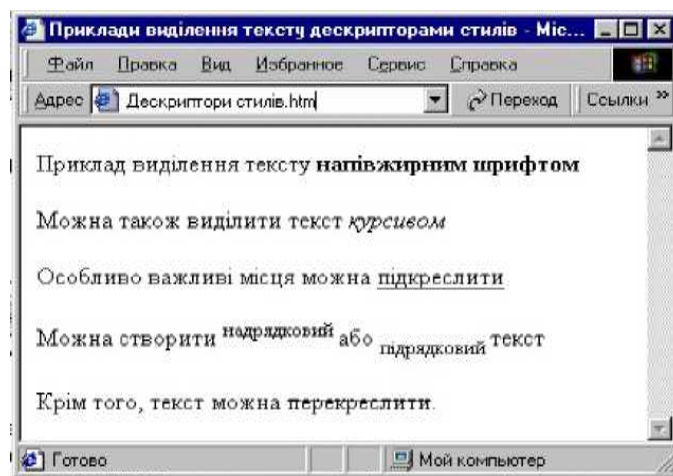 Приклади виділення тексту дескрипторами стилів - Міс...
Файл Правка Вид Избранное Сервис Справка
Адрес Дескриптори стилів.htm Переход Ссылки »
Приклад виділення тексту напівжирним шрифтом
Можна також виділити текст курсивом
Особливо важливі місця можна підкреслити
Можна створити надрядковий або підрядковий текст
Крім того, текст можна перекреслити.
Готово Мой компьютер